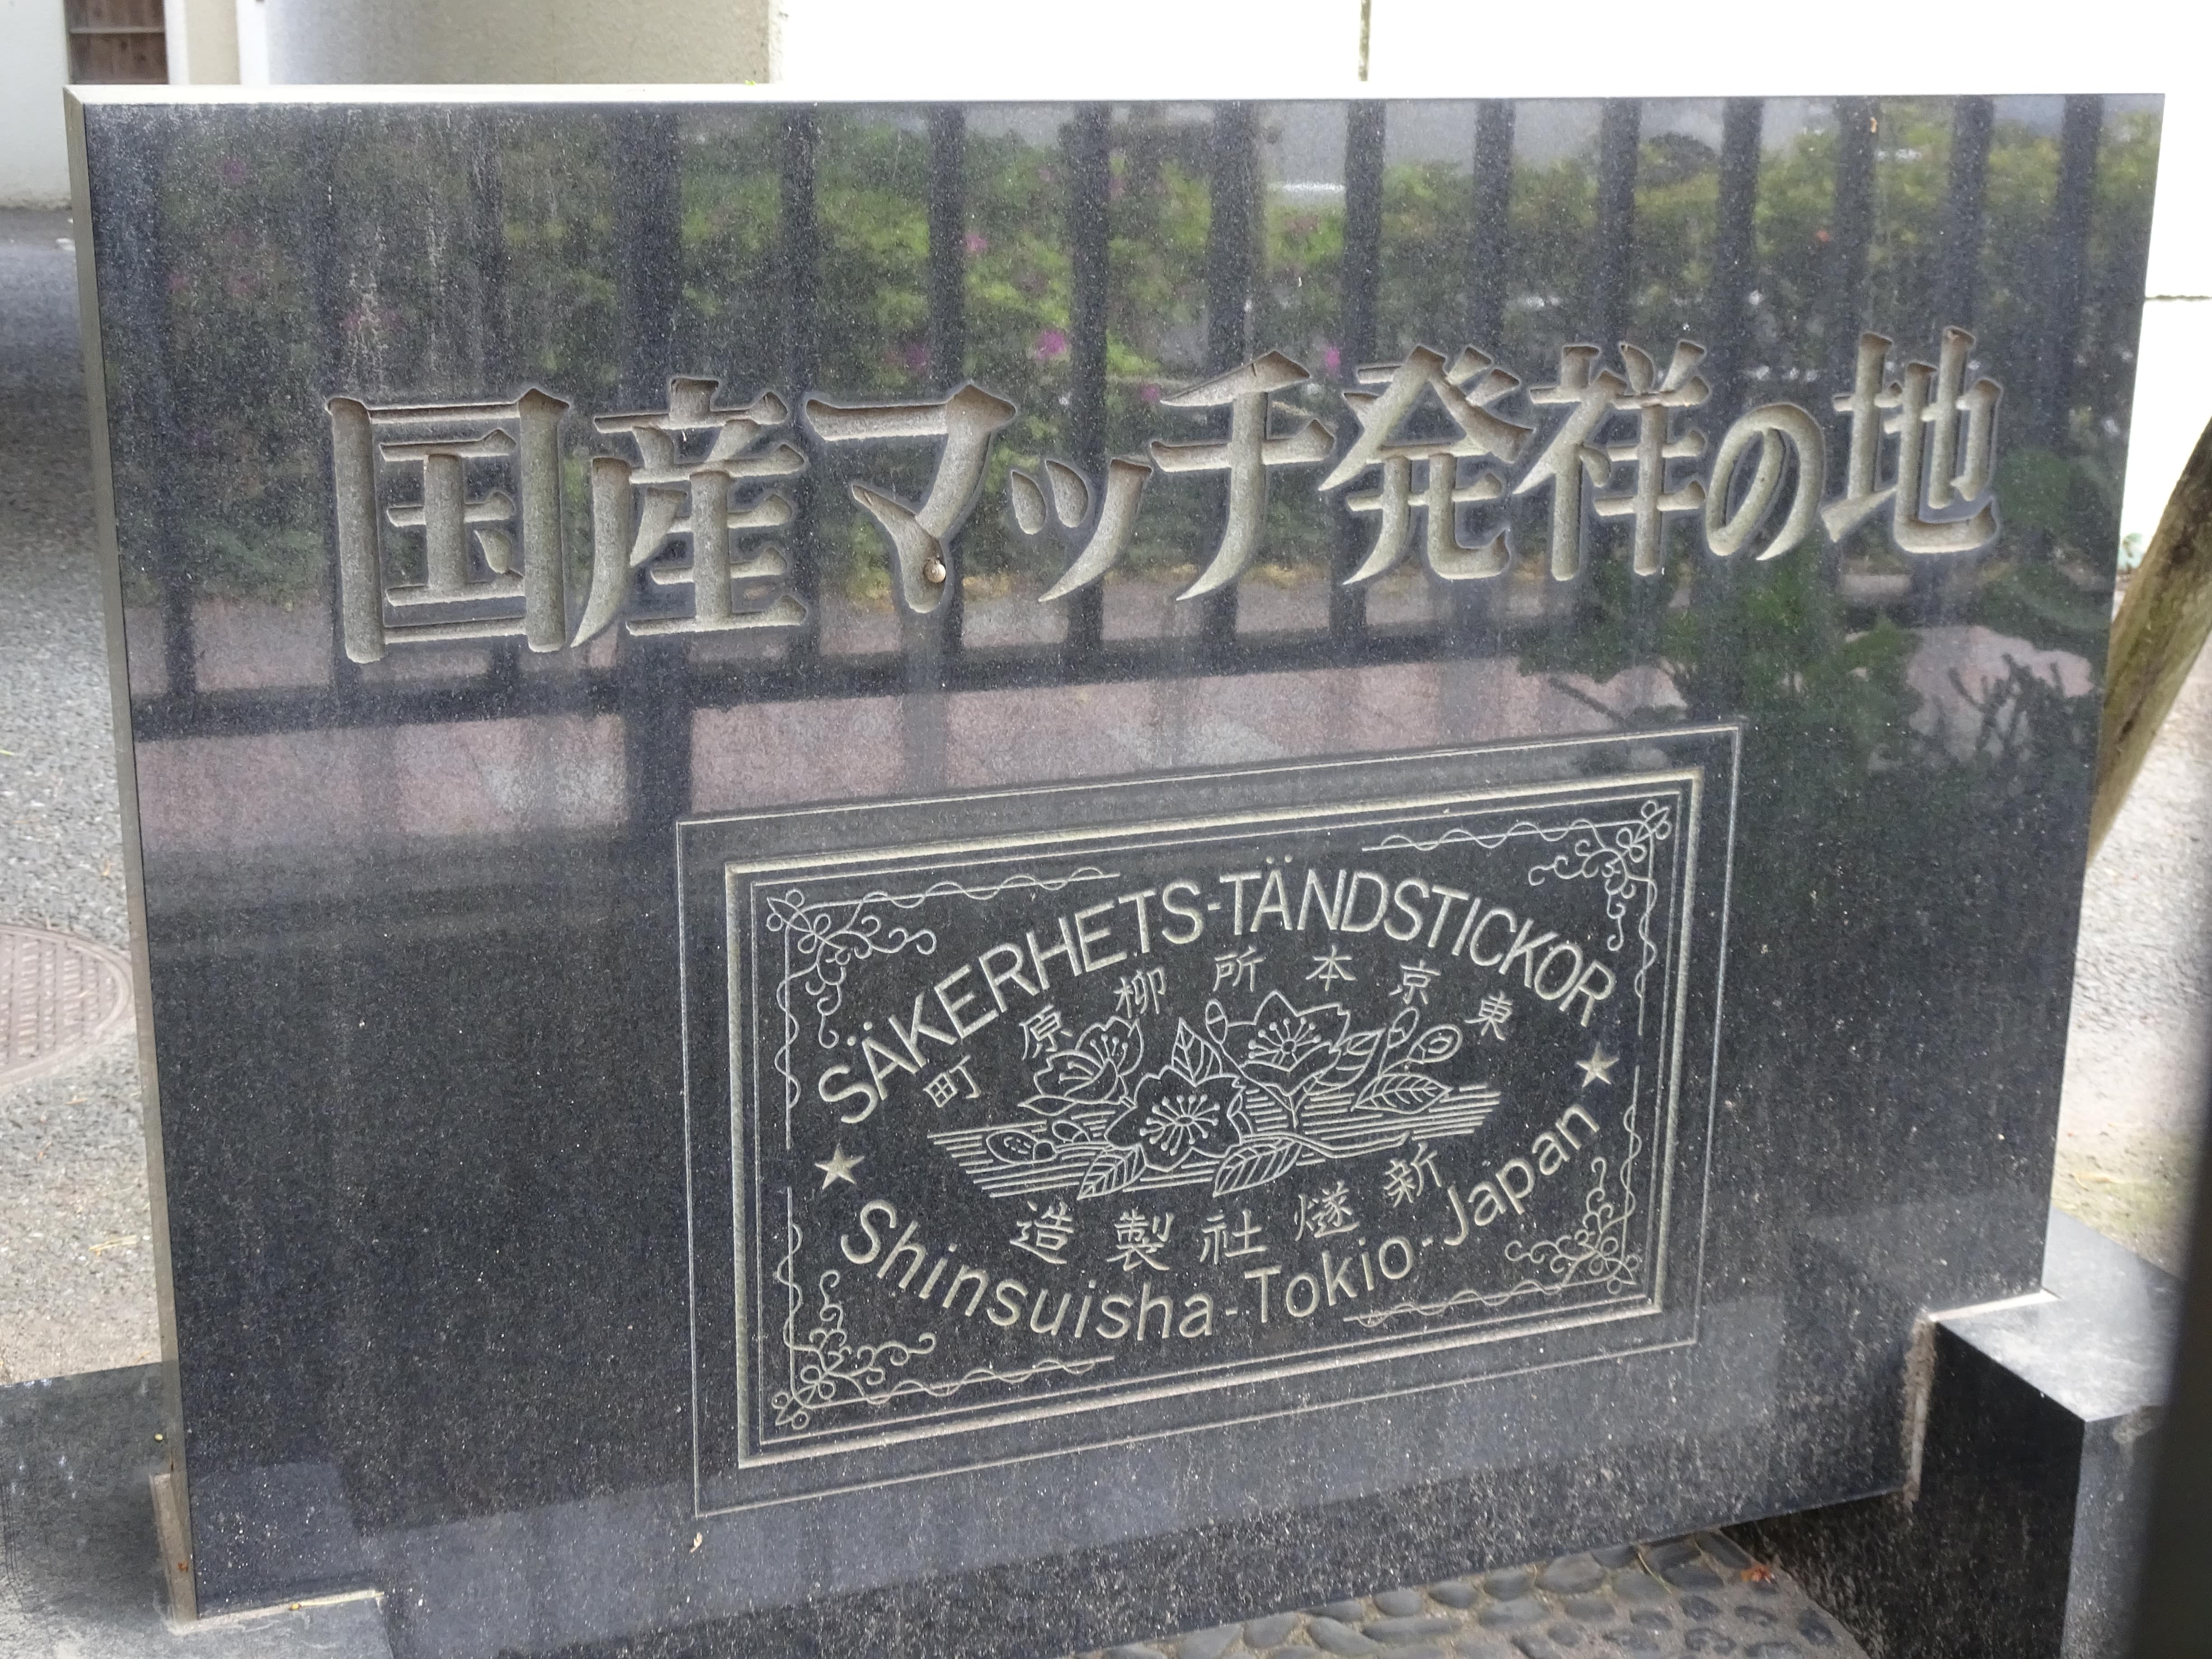 国産マッチ発祥の地
SÄKERHETS-TÄNDSTICKOR
東京本所柳原町
新燧社製造
Shinsuisha-Tokio-Japan